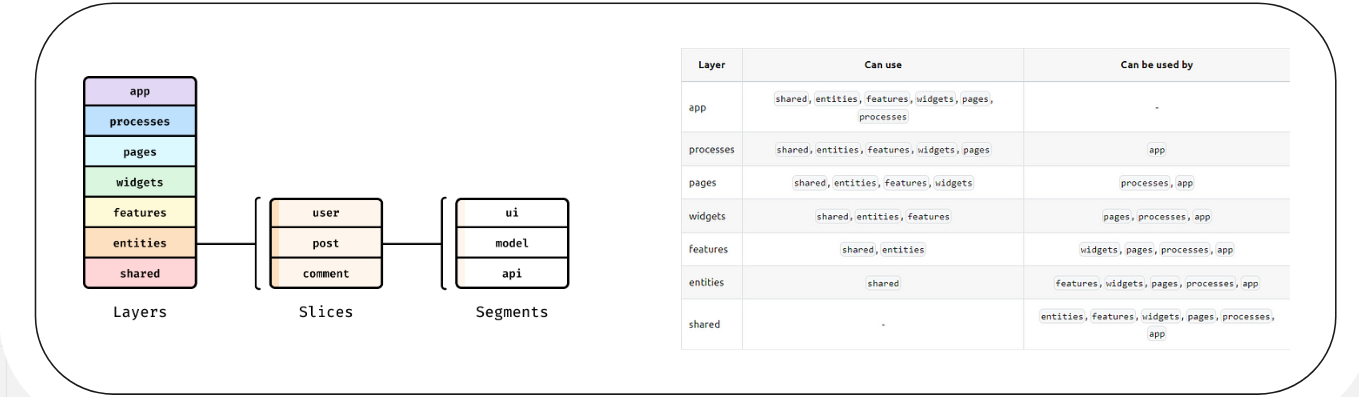 app
processes
pages
widgets
features
entities
shared
Layers
user
post
comment
Slices
ui
model
api
Segments
Layer Can use Can be used by
app shared, entities, features, widgets, pages, processes -
processes shared, entities, features, widgets, pages app
pages shared, entities, features, widgets processes, app
widgets shared, entities, features pages, processes, app
features shared, entities widgets, pages, processes, app
entities shared features, widgets, pages, processes, app
shared - entities, features, widgets, pages, processes, app